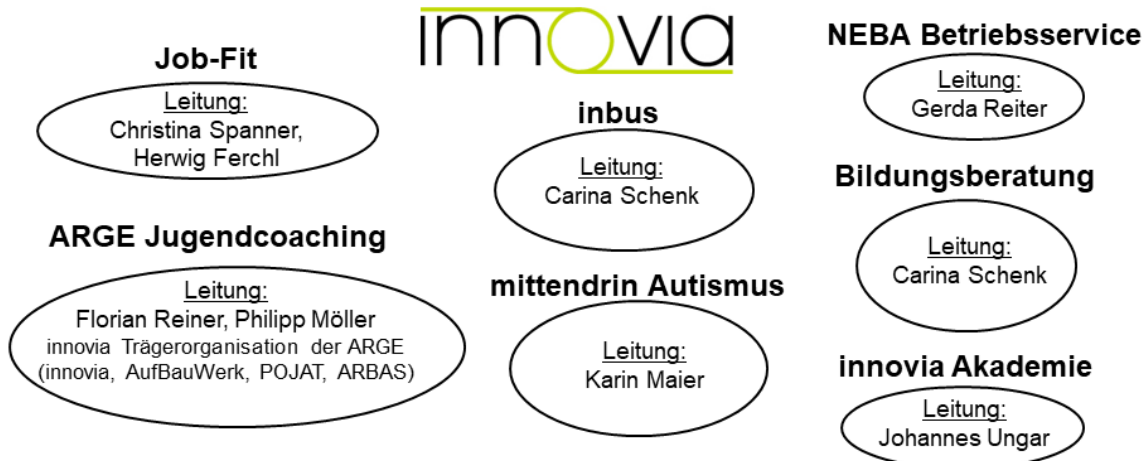 innovia
Job-Fit
Leitung:
Christina Spanner,
Herwig Ferchl
ARGE Jugendcoaching
Leitung:
Florian Reiner, Philipp Möller
innovia Trägerorganisation der ARGE
(innovia, AufBauWerk, POJAT, ARBAS)
inbus
Leitung:
Carina Schenk
mittendrin Autismus
Leitung:
Karin Maier
NEBA Betriebsservice
Leitung:
Gerda Reiter
Bildungsberatung
Leitung:
Carina Schenk
innovia Akademie
Leitung:
Johannes Ungar